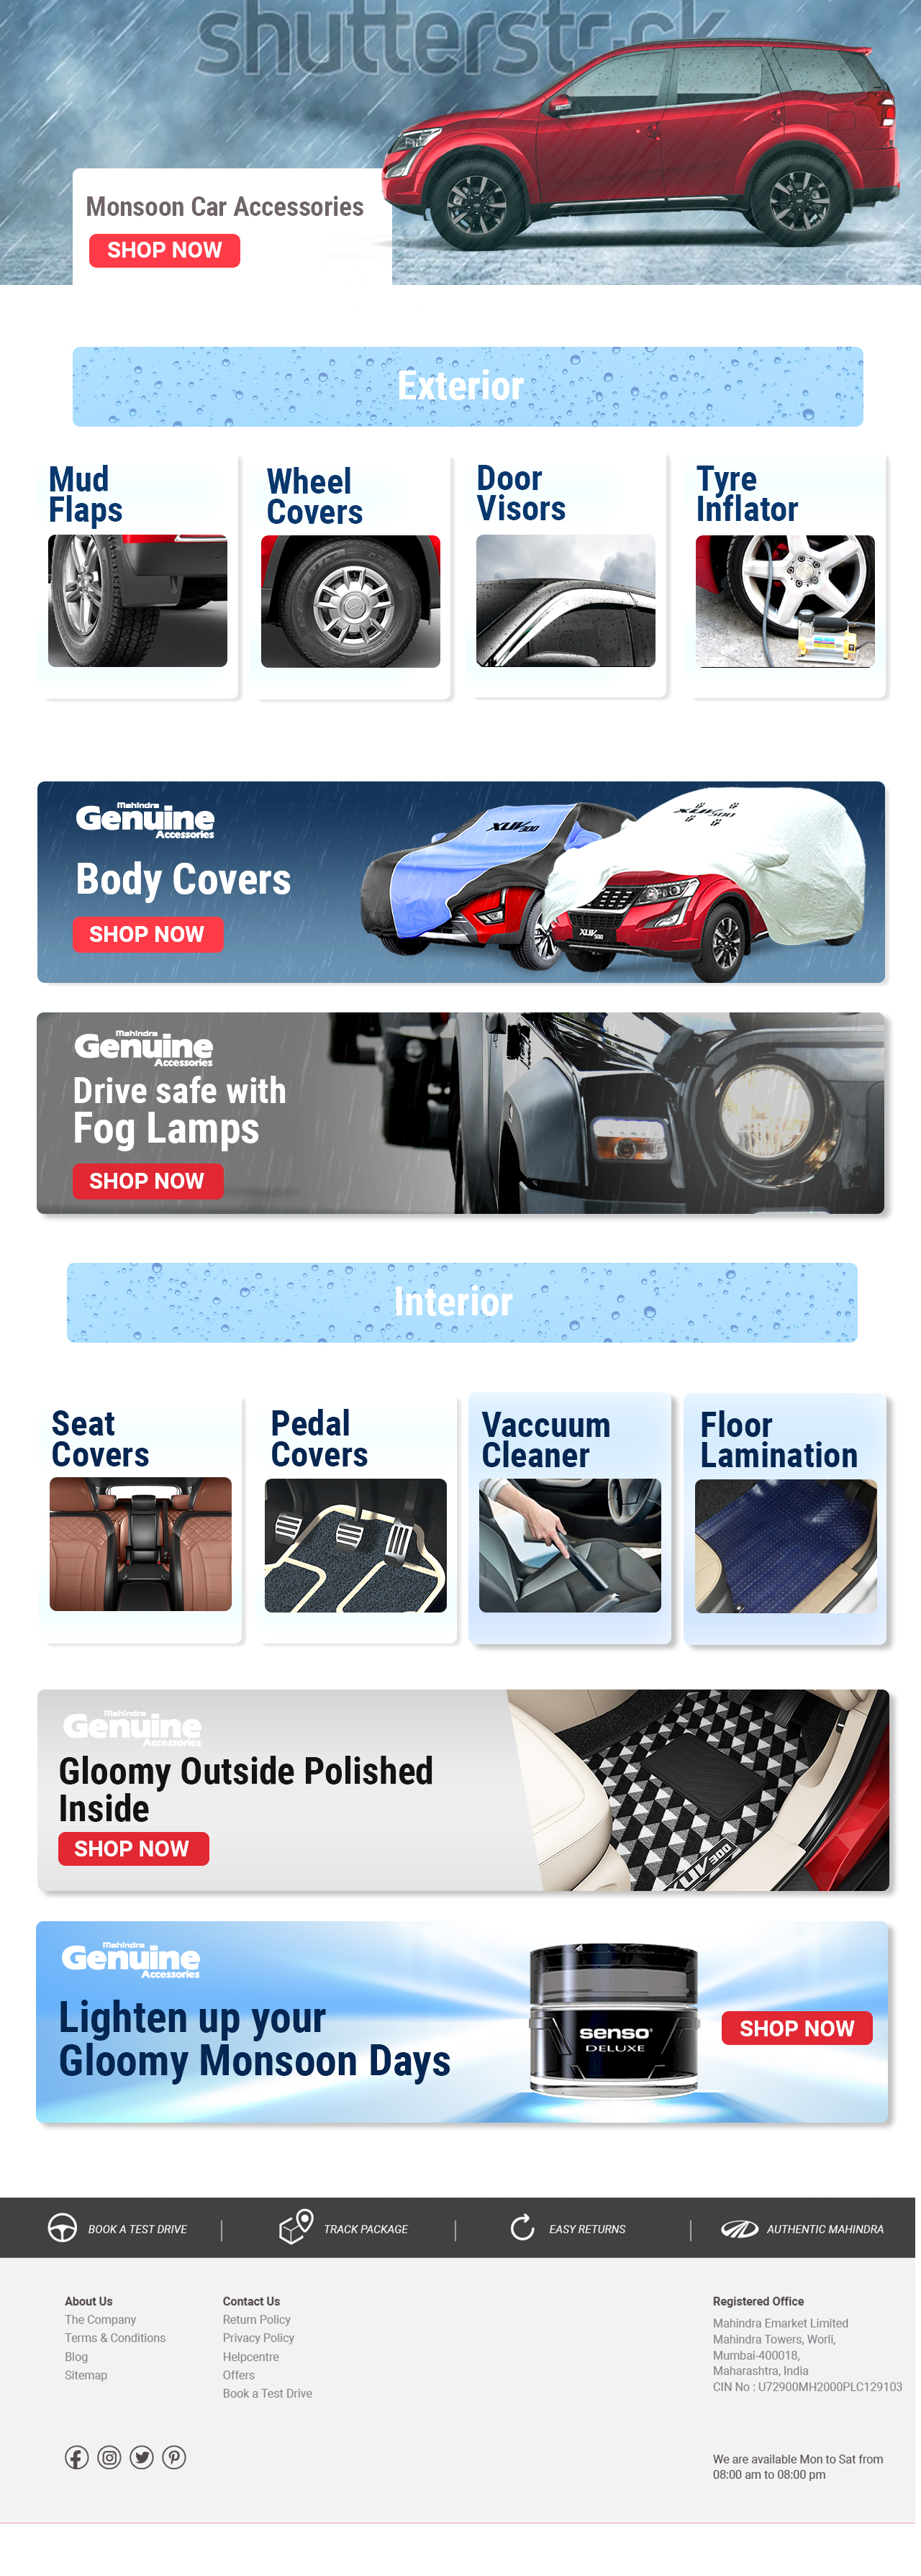 shutterstock
Monsoon Car Accessories
SHOP NOW
Exterior
Mud
Flaps
Wheel
Covers
Door
Visors
Tyre
Inflator
Mahindra
Genuine
Accessories
Body Covers
SHOP NOW
XUV300
XUV500
XUV500
Mahindra
Genuine
Accessories
Drive safe with
Fog Lamps
SHOP NOW
Interior
Seat
Covers
Pedal
Covers
Vaccuum
Cleaner
Floor
Lamination
Mahindra
Genuine
Accessories
Gloomy Outside Polished
Inside
SHOP NOW
XUV300
Mahindra
Genuine
Accessories
Lighten up your
Gloomy Monsoon Days
senso®
DELUXE
SHOP NOW
BOOK A TEST DRIVE
TRACK PACKAGE
EASY RETURNS
AUTHENTIC MAHINDRA
About Us
The Company
Terms & Conditions
Blog
Sitemap
Contact Us
Return Policy
Privacy Policy
Helpcentre
Offers
Book a Test Drive
Registered Office
Mahindra Emarket Limited
Mahindra Towers, Worli,
Mumbai-400018,
Maharashtra, India
CIN No : U72900MH2000PLC129103
We are available Mon to Sat from
08:00 am to 08:00 pm